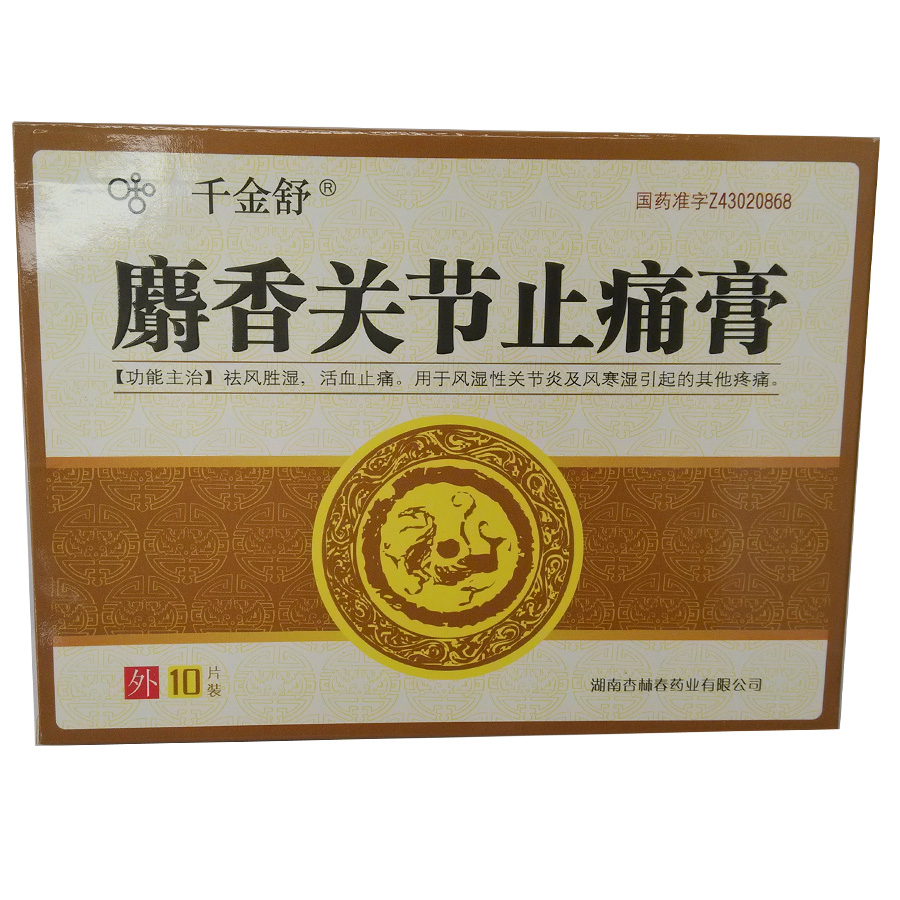 千金舒®
国药准字Z43020868
麝香关节止痛膏
【功能主治】祛风胜湿，活血止痛。用于风湿性关节炎及风寒湿引起的其他疼痛。
外 10片装
湖南杏林春药业有限公司